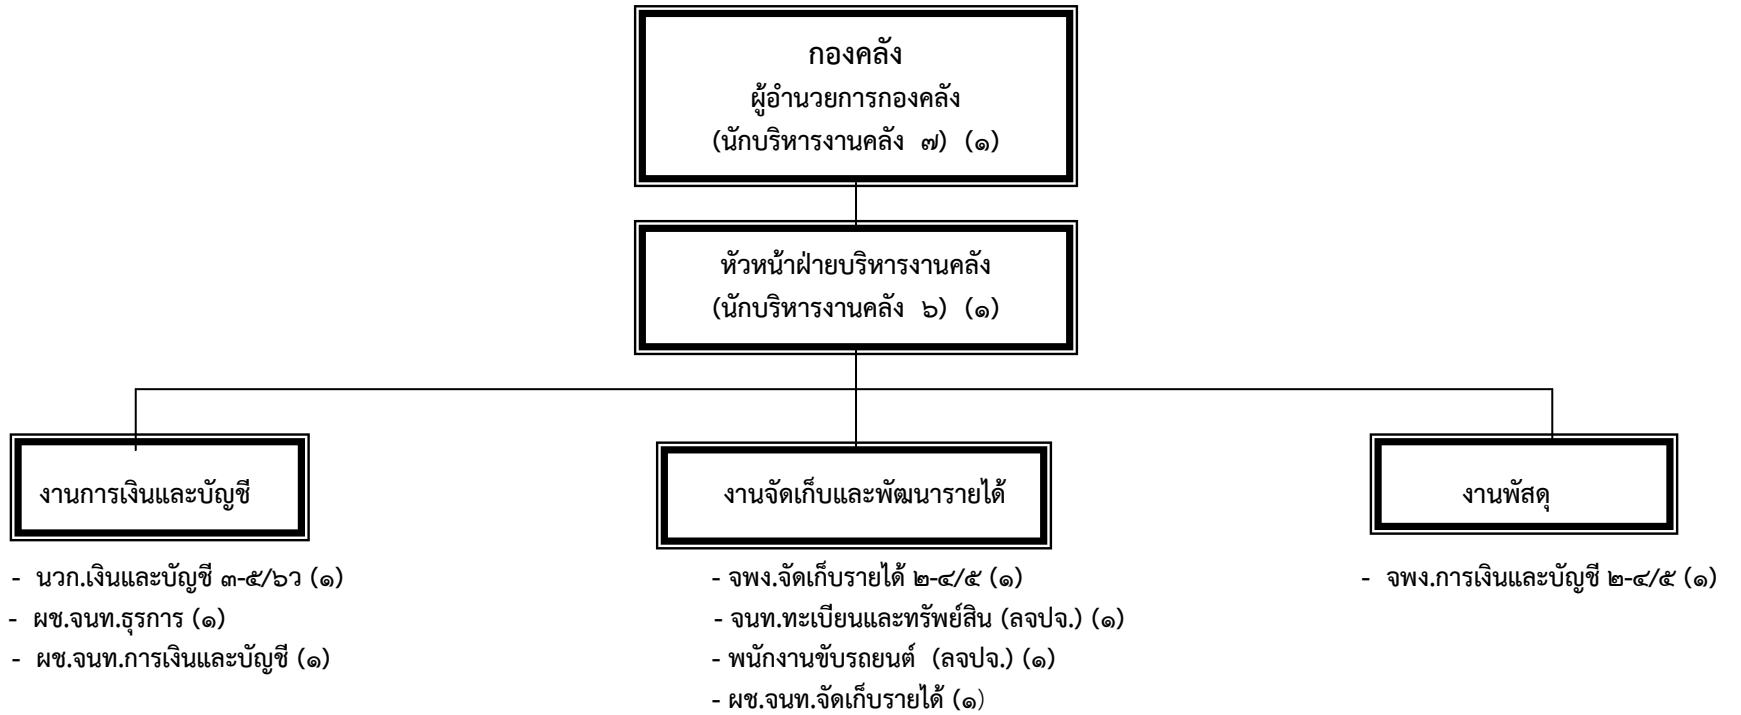 กองคลัง
ผู้อำนวยการกองคลัง
(นักบริหารงานคลัง ๗) (๑)
หัวหน้าฝ่ายบริหารงานคลัง
(นักบริหารงานคลัง ๖) (๑)
งานการเงินและบัญชี
- นวก.เงินและบัญชี ๓-๕/๖ว (๑)
- ผช.จนท.ธุรการ (๑)
- ผช.จนท.การเงินและบัญชี (๑)
งานจัดเก็บและพัฒนารายได้
- จพง.จัดเก็บรายได้ ๒-๔/๕ (๑)
- จนท.ทะเบียนและทรัพย์สิน (ลจปจ.) (๑)
- พนักงานขับรถยนต์ (ลจปจ.) (๑)
- ผช.จนท.จัดเก็บรายได้ (๑)
งานพัสดุ
- จพง.การเงินและบัญชี ๒-๔/๕ (๑)